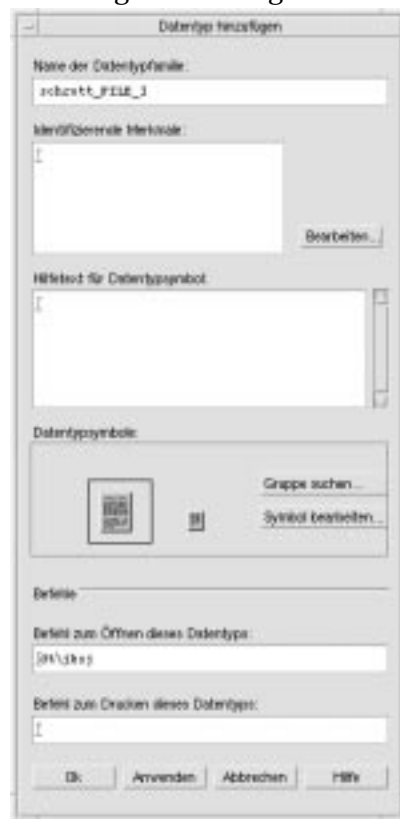 Datentyp hinzufügen
Name der Datentypfamilie:
schrott_FILE_1
Identifizierende Merkmale:
Bearbeiten...
Hilfetext für Datentypsymbol:
Datentypsymbole:
Gruppe suchen...
Symbol bearbeiten...
Befehle
Befehl zum Öffnen dieses Datentyps:
Befehl zum Drucken dieses Datentyps:
Ok Anwenden Abbrechen Hilfe